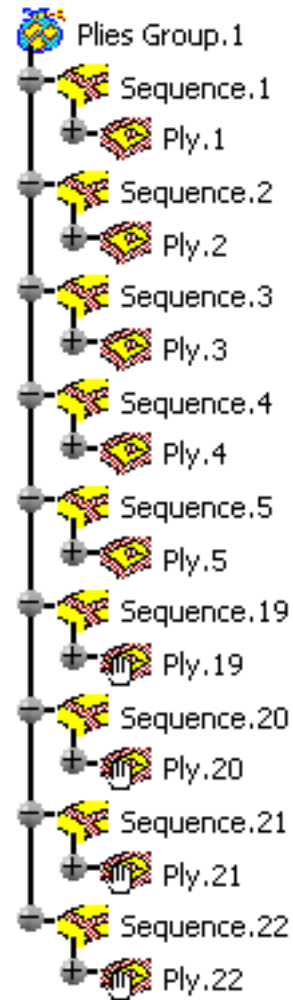 Plies Group.1
Sequence.1
Ply.1
Sequence.2
Ply.2
Sequence.3
Ply.3
Sequence.4
Ply.4
Sequence.5
Ply.5
Sequence.19
Ply.19
Sequence.20
Ply.20
Sequence.21
Ply.21
Sequence.22
Ply.22